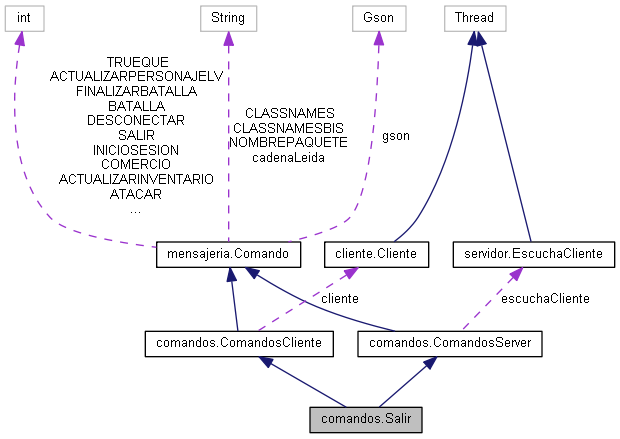 int
String
Gson
Thread
TRUEQUE
ACTUALIZARPERSONAJELV
FINALIZARBATALLA
BATALLA
DESCONECTAR
SALIR
INICIOSESION
COMERCIO
ACTUALIZARINVENTARIO
ATACAR
...
CLASSNAMES
CLASSNAMESBIS
NOMBREPAQUETE
cadenaLeida
gson
mensajeria.Comando
cliente.Cliente
servidor.EscuchaCliente
cliente
escuchaCliente
comandos.ComandosCliente
comandos.ComandosServer
comandos.Salir